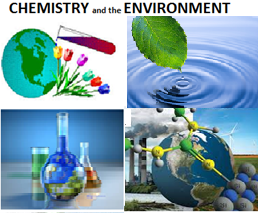 CHEMISTRY and the ENVIRONMENT